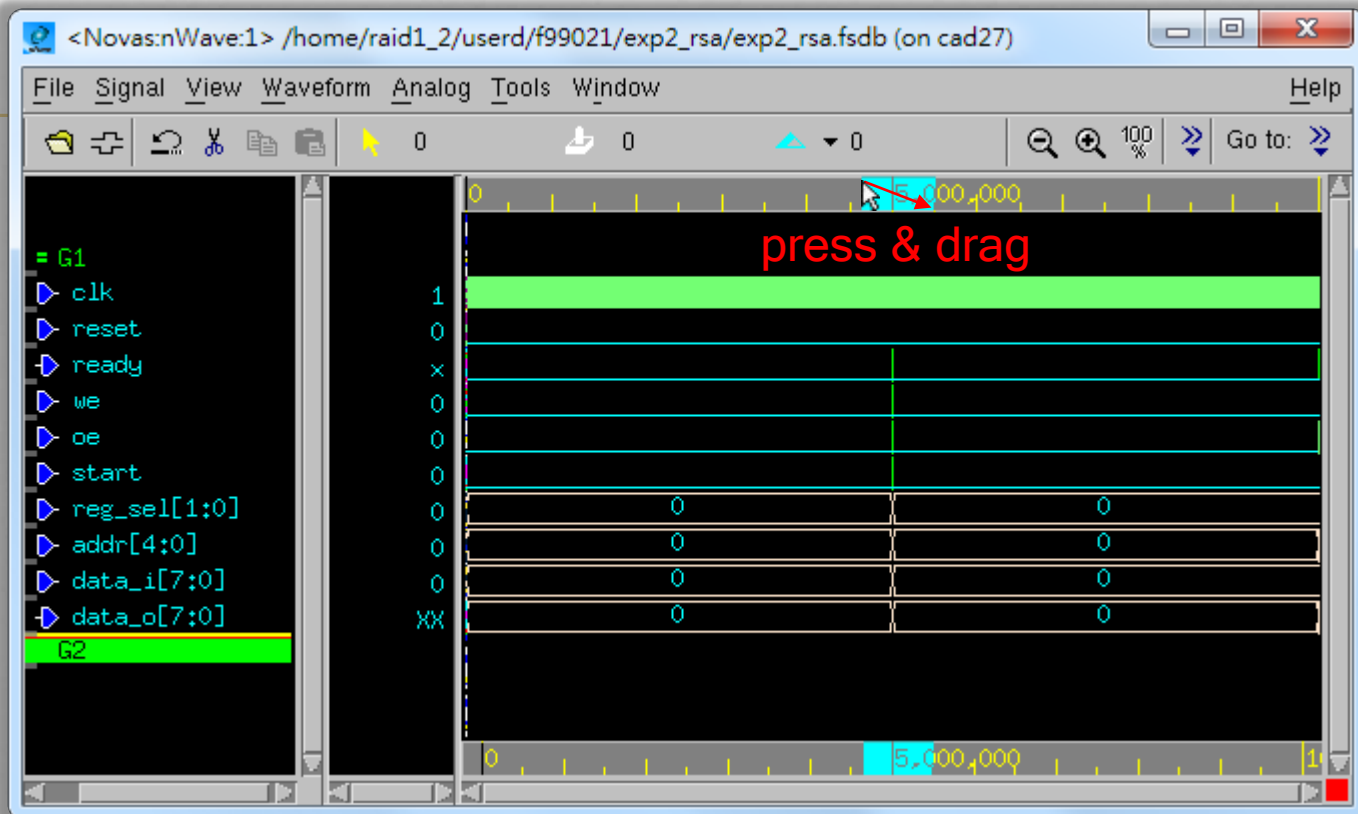 <Novas:nWave:1> /home/raid1_2/userd/f99021/exp2_rsa/exp2_rsa.fsdb (on cad27)
File Signal View Waveform Analog Tools Window Help
0 0 0 100 % Go to:
0 5,000,000
press & drag
= G1
clk 1
reset 0
ready x
we 0
oe 0
start 0
reg_sel[1:0] 0 0 0
addr[4:0] 0 0 0
data_i[7:0] 0 0 0
data_o[7:0] XX 0 0
G2
0 5,000,000